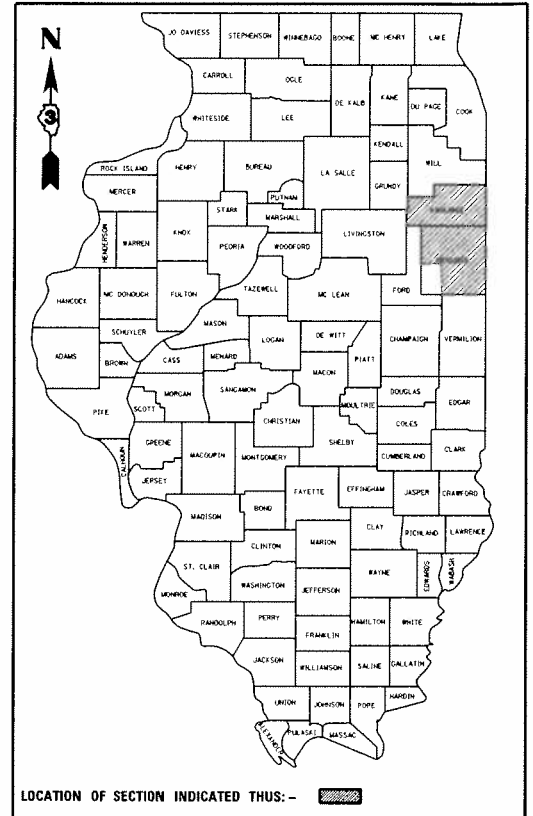 N
3
JO DAVIESS
STEPHENSON
WINNEBAGO
BOONE
MC HENRY
LAKE
CARROLL
OGLE
DE KALB
KANE
DU PAGE
COOK
WHITESIDE
LEE
KENDALL
WILL
ROCK ISLAND
HENRY
BUREAU
LA SALLE
GRUNDY
MERCER
PUTNAM
STARK
MARSHALL
HENDERSON
WARREN
KNOX
PEORIA
WOODFORD
LIVINGSTON
HANCOCK
MC DONOUGH
FULTON
TAZEWELL
MC LEAN
FORD
SCHUYLER
MASON
LOGAN
DE WITT
CHAMPAIGN
VERMILION
ADAMS
BROWN
CASS
MENARD
MACON
PIATT
PIKE
SCOTT
MORGAN
SANGAMON
CHRISTIAN
MOULTRIE
DOUGLAS
EDGAR
COLES
CALHOUN
GREENE
MACOUPIN
MONTGOMERY
SHELBY
CUMBERLAND
CLARK
JERSEY
FAYETTE
EFFINGHAM
JASPER
CRAWFORD
MADISON
BOND
CLAY
RICHLAND
LAWRENCE
CLINTON
MARION
ST. CLAIR
WAYNE
EDWARDS
WABASH
MONROE
WASHINGTON
JEFFERSON
RANDOLPH
PERRY
HAMILTON
WHITE
FRANKLIN
JACKSON
WILLIAMSON
SALINE
GALLATIN
UNION
JOHNSON
POPE
HARDIN
ALEXANDER
PULASKI
MASSAC
LOCATION OF SECTION INDICATED THUS:-